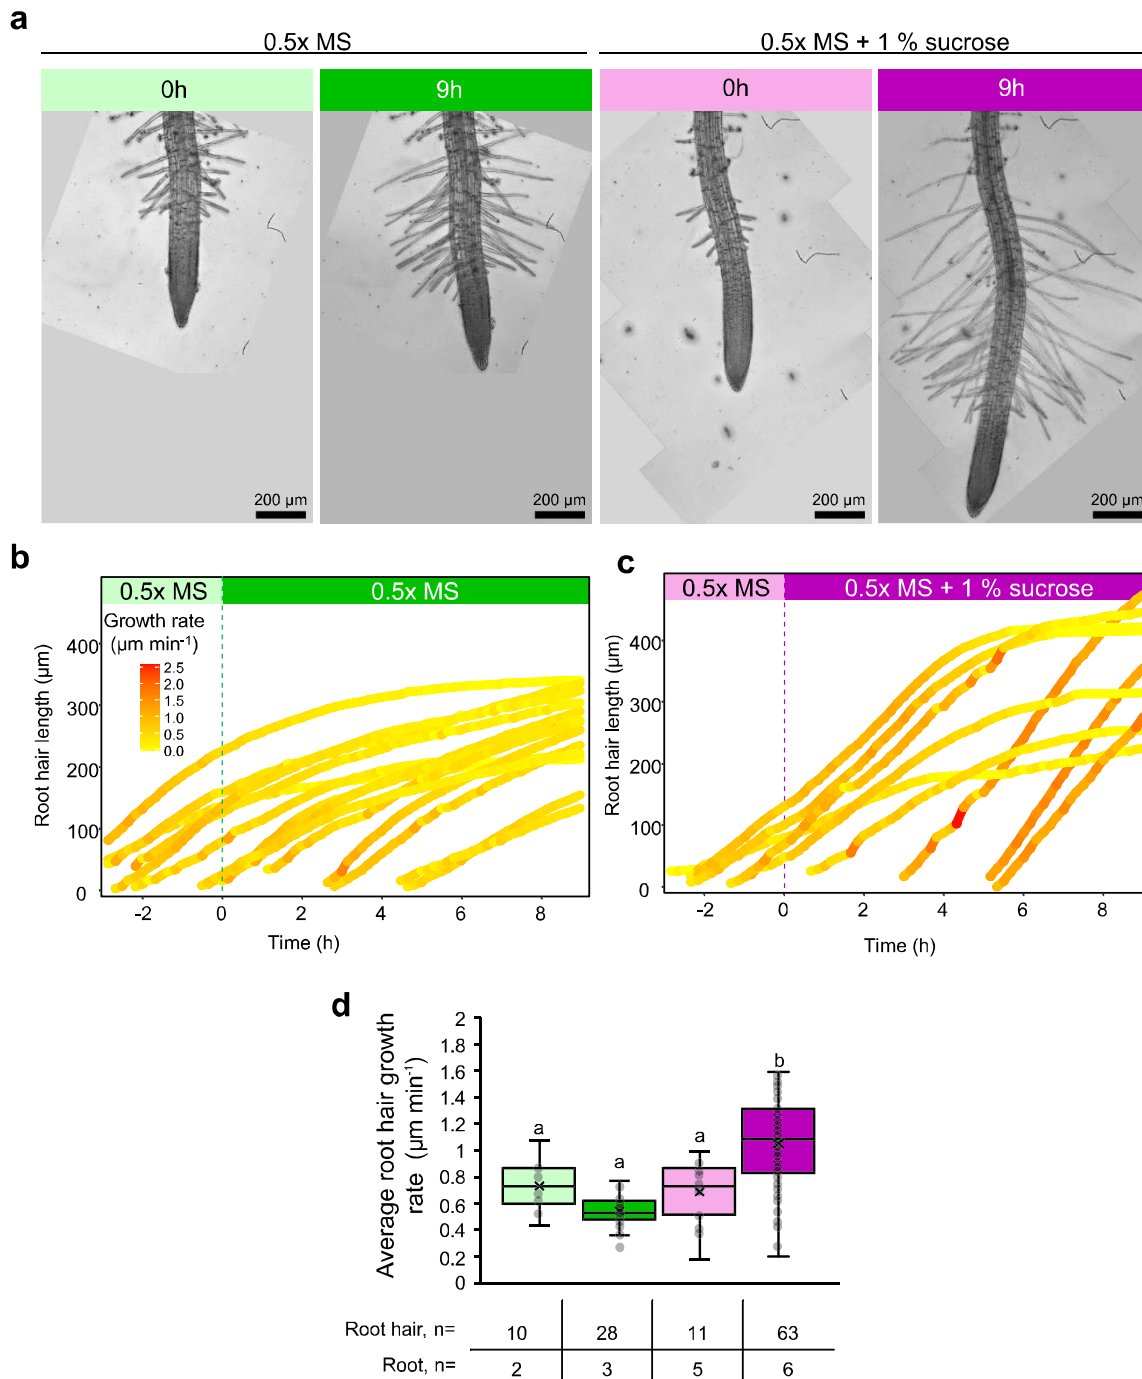 a
0.5x MS
0.5x MS + 1 % sucrose
0h
9h
0h
9h
200 µm
200 µm
200 µm
200 µm
b
0.5x MS
0.5x MS
Growth rate
(µm min⁻¹)
2.5
2.0
1.5
1.0
0.5
0.0
Root hair length (µm)
400
300
200
100
0
-2
0
2
4
6
8
Time (h)
c
0.5x MS
0.5x MS + 1 % sucrose
Root hair length (µm)
400
300
200
100
0
-2
0
2
4
6
8
Time (h)
d
Average root hair growth
rate (µm min⁻¹)
2
1.8
1.6
1.4
1.2
1
0.8
0.6
0.4
0.2
0
a
a
a
b
Root hair, n=
10
28
11
63
Root, n=
2
3
5
6